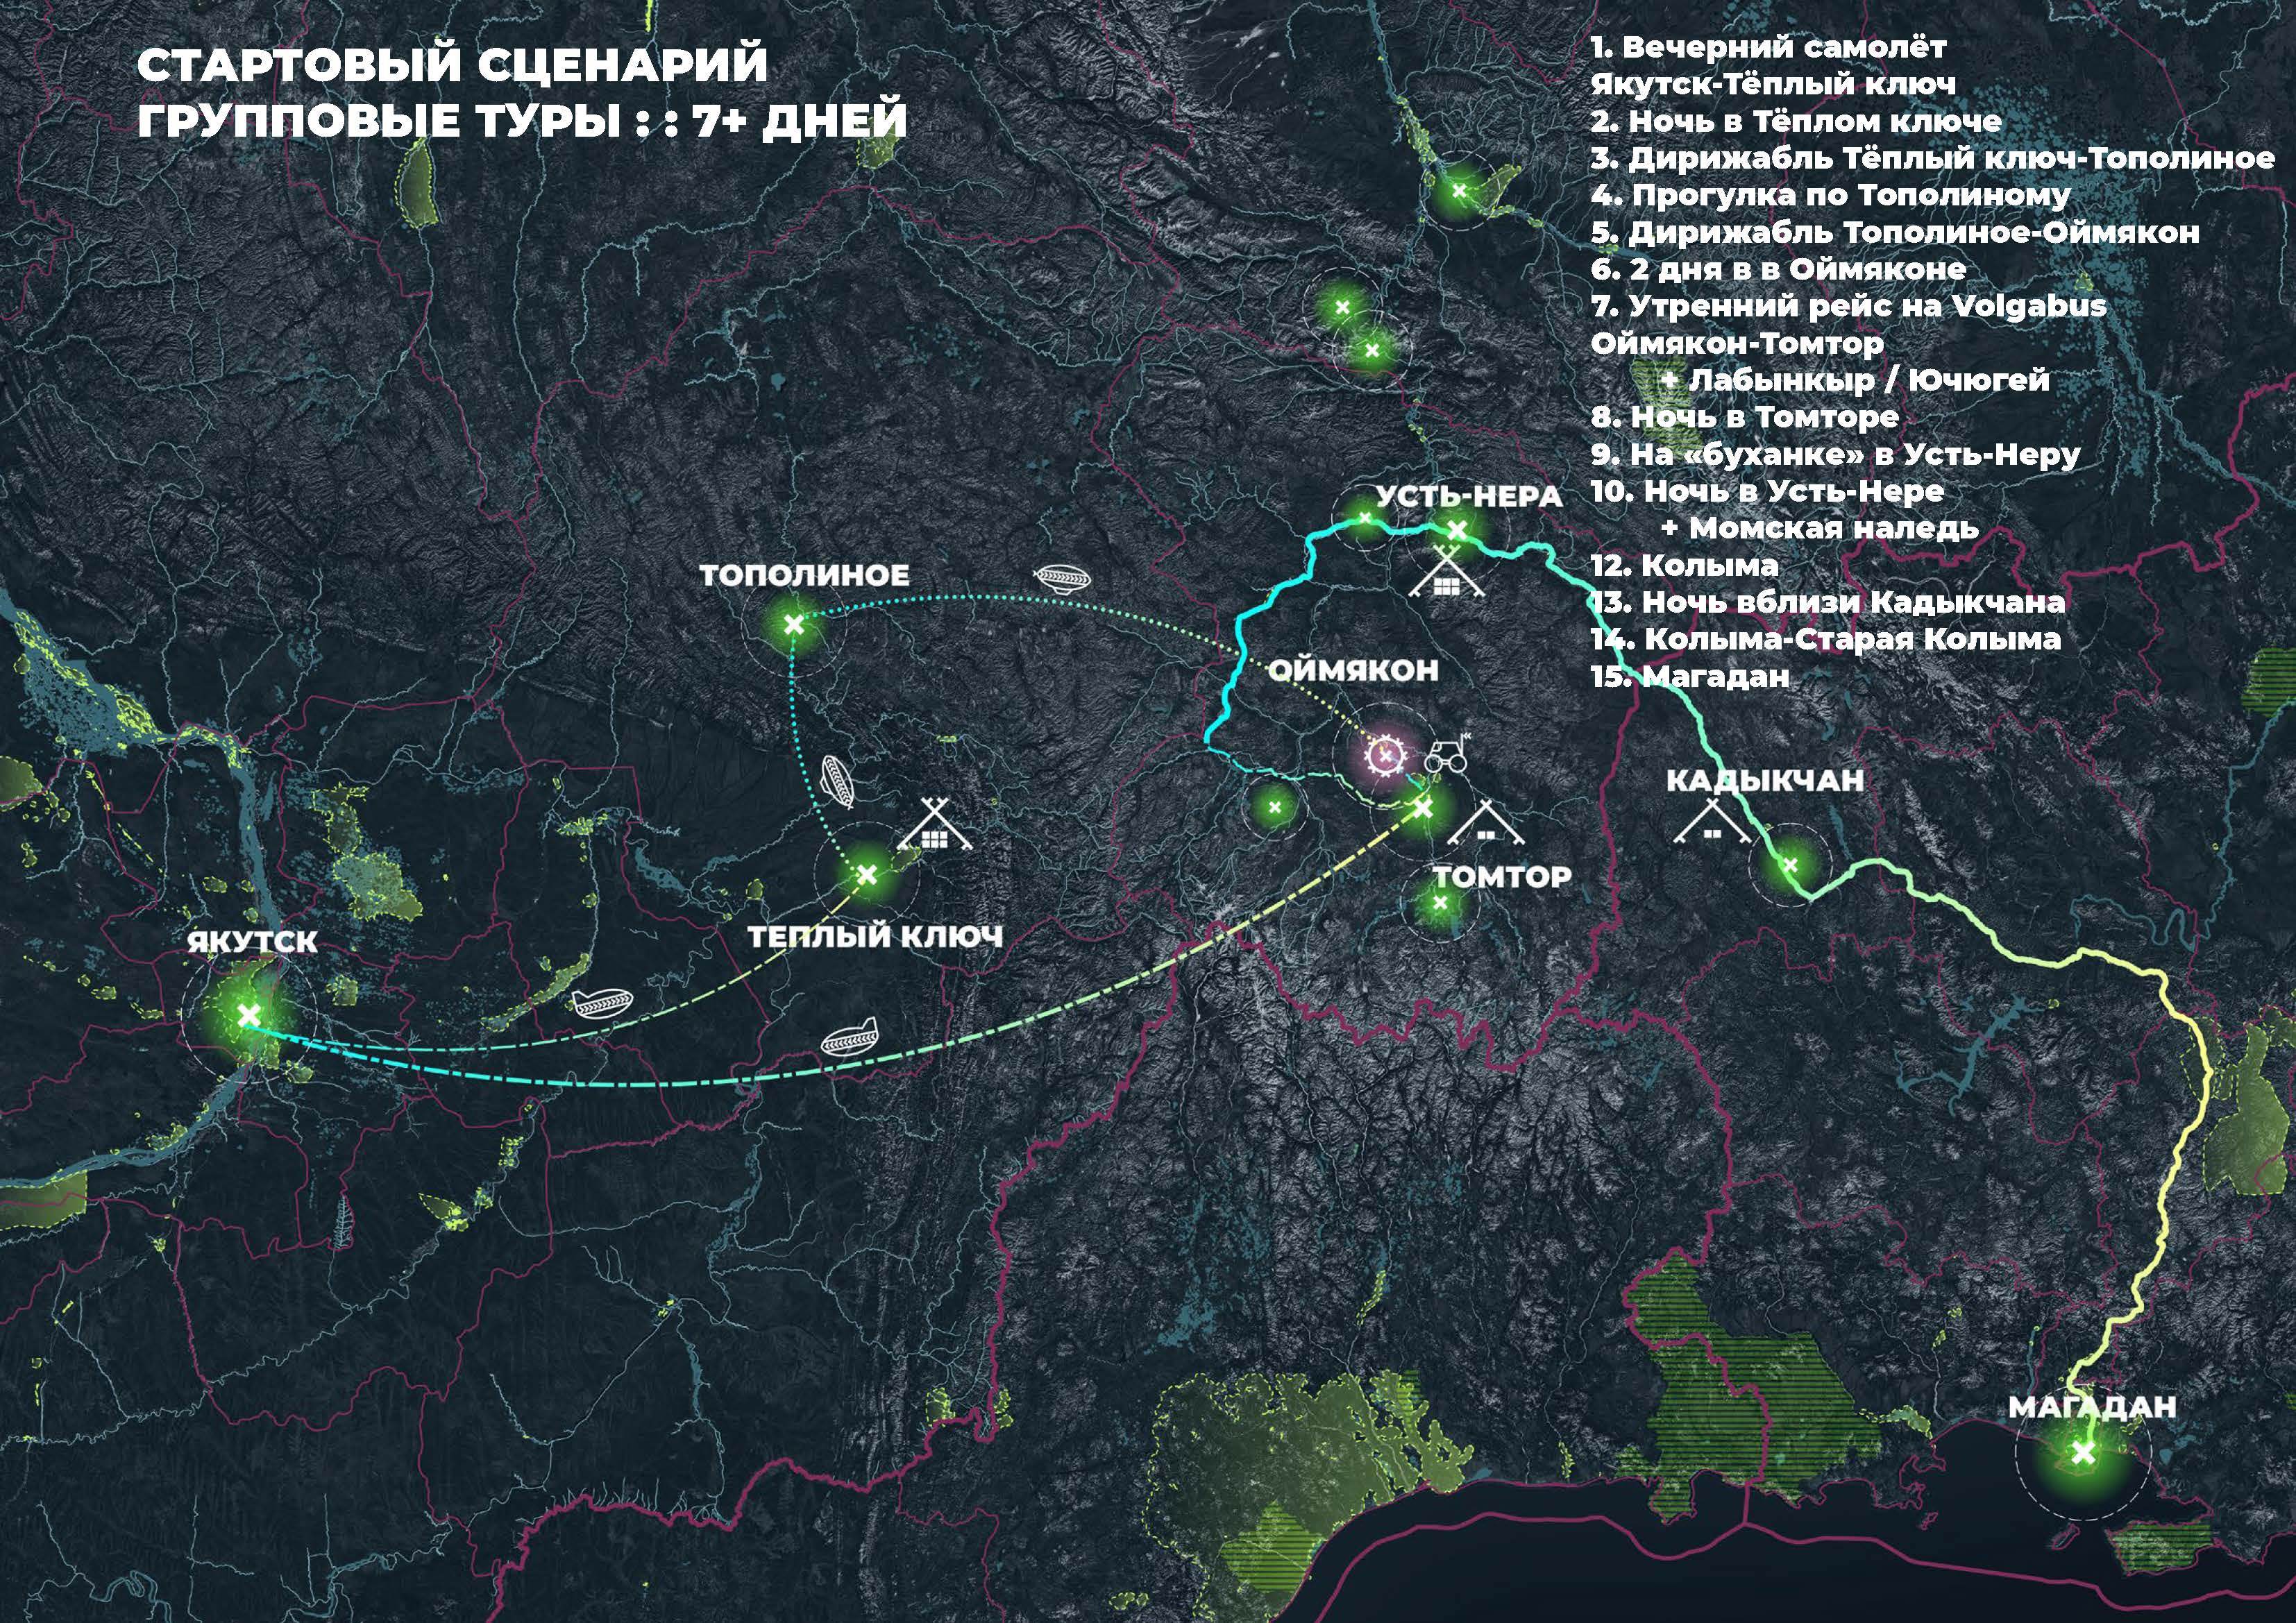 СТАРТОВЫЙ СЦЕНАРИЙ
ГРУППОВЫЕ ТУРЫ : : 7+ ДНЕЙ
1. Вечерний самолёт
Якутск-Тёплый ключ
2. Ночь в Тёплом ключе
3. Дирижабль Тёплый ключ-Тополиное
4. Прогулка по Тополиному
5. Дирижабль Тополиное-Оймякон
6. 2 дня в в Оймяконе
7. Утренний рейс на Volgabus
Оймякон-Томтор
+ Лабынкыр / Ючюгей
8. Ночь в Томторе
9. На «буханке» в Усть-Неру
10. Ночь в Усть-Нере
+ Момская наледь
12. Колыма
13. Ночь вблизи Кадыкчана
14. Колыма-Старая Колыма
15. Магадан
УСТЬ-НЕРА
ТОПОЛИНОЕ
ОЙМЯКОН
КАДЫКЧАН
ТОМТОР
ТЕПЛЫЙ КЛЮЧ
ЯКУТСК
МАГАДАН